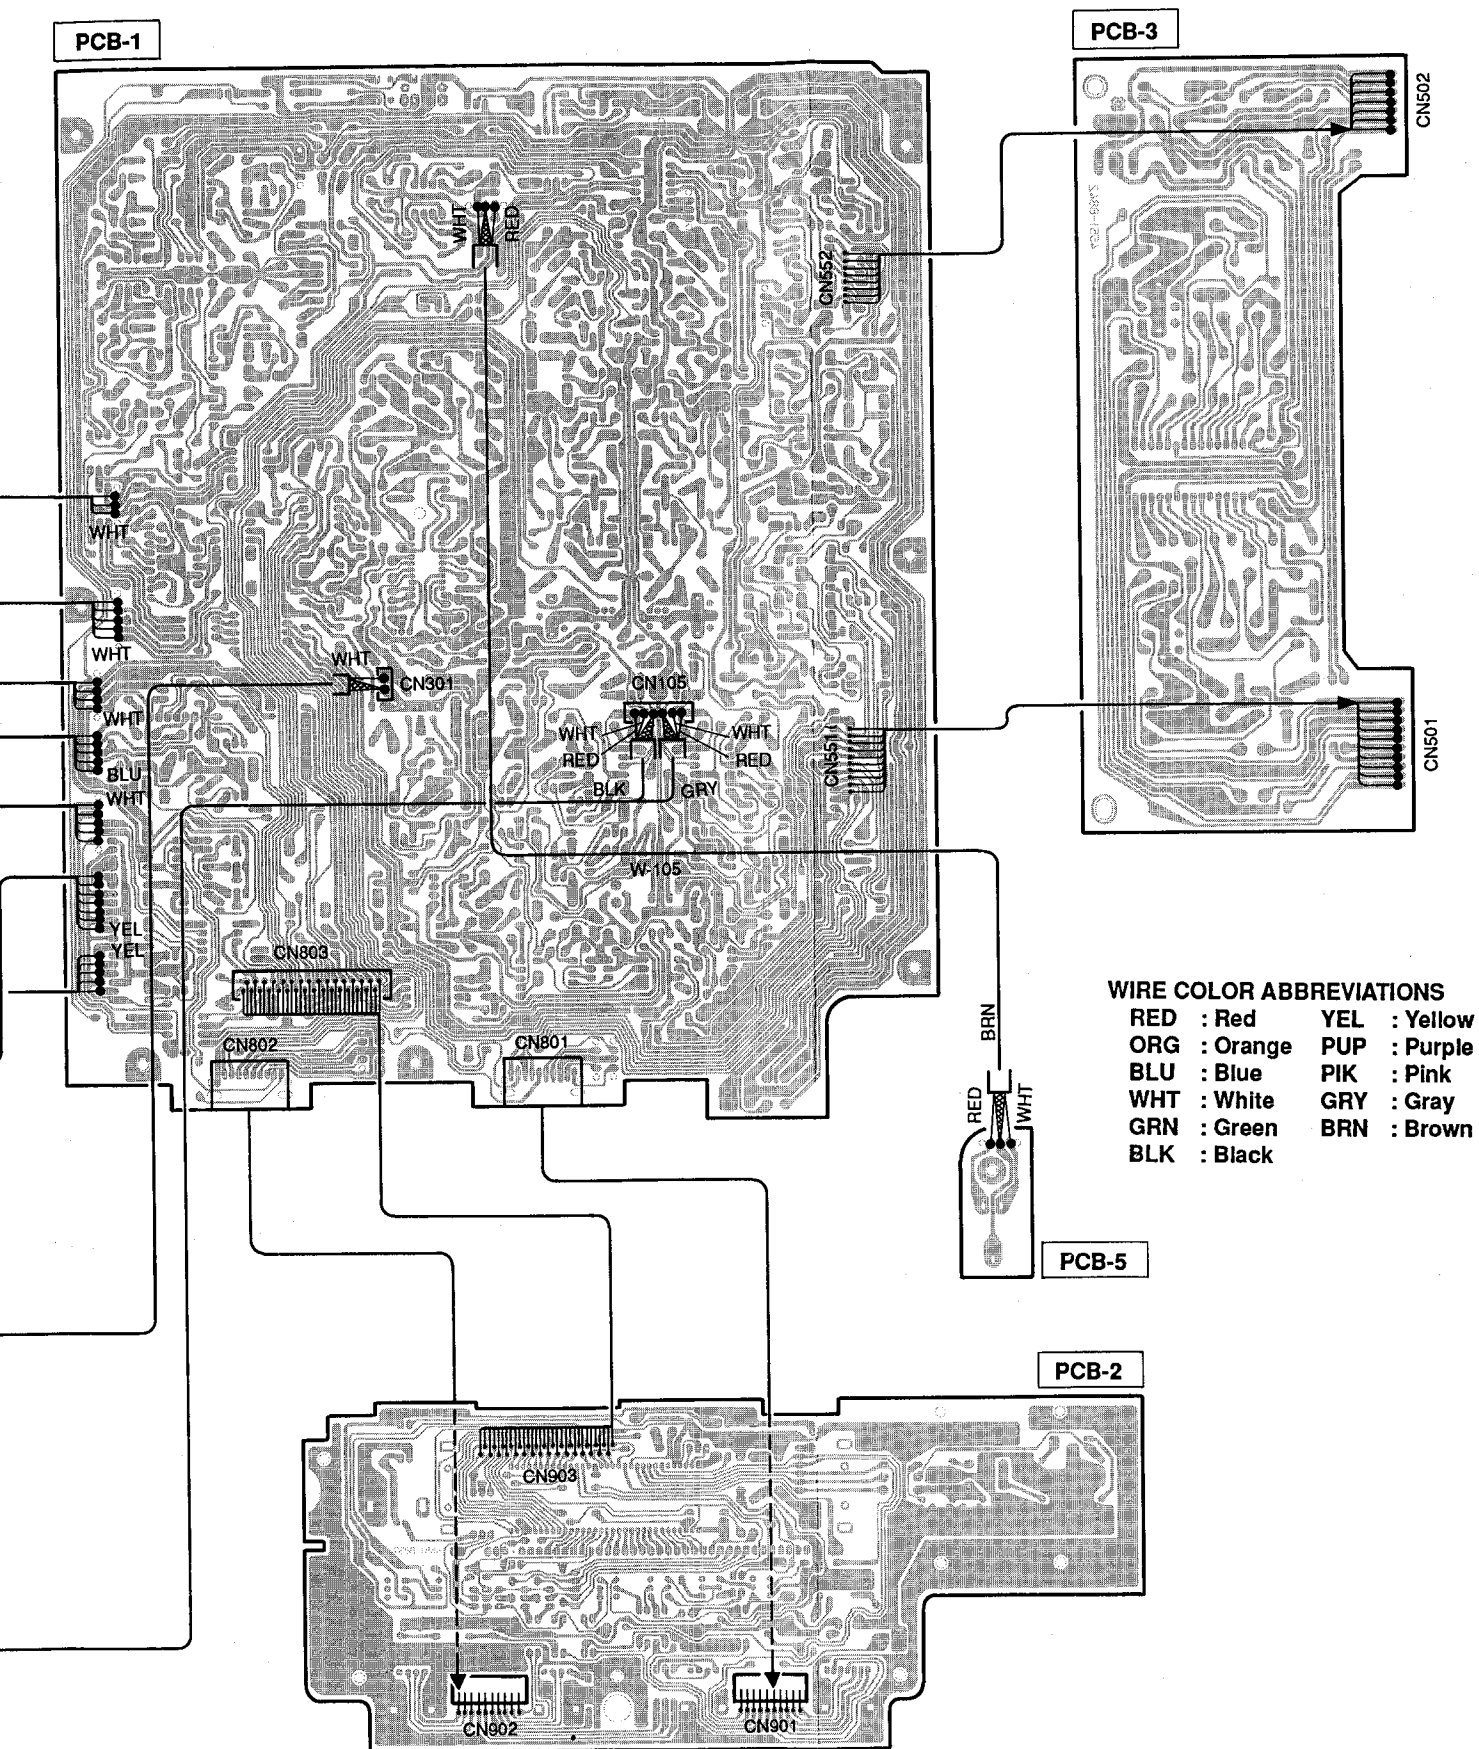 PCB-1
PCB-3
CN502
WHT
RED
CN552
WHT
WHT
WHT
CN301
CN105
WHT
WHT
WHT
RED
RED
CN551
CN501
BLU
WHT
BLK
GRY
W-105
YEL
YEL
CN803
CN802
CN801
BRN
WIRE COLOR ABBREVIATIONS
RED : Red YEL : Yellow
ORG : Orange PUP : Purple
BLU : Blue PIK : Pink
WHT : White GRY : Gray
GRN : Green BRN : Brown
BLK : Black
RED
WHT
PCB-5
PCB-2
CN903
CN902
CN901